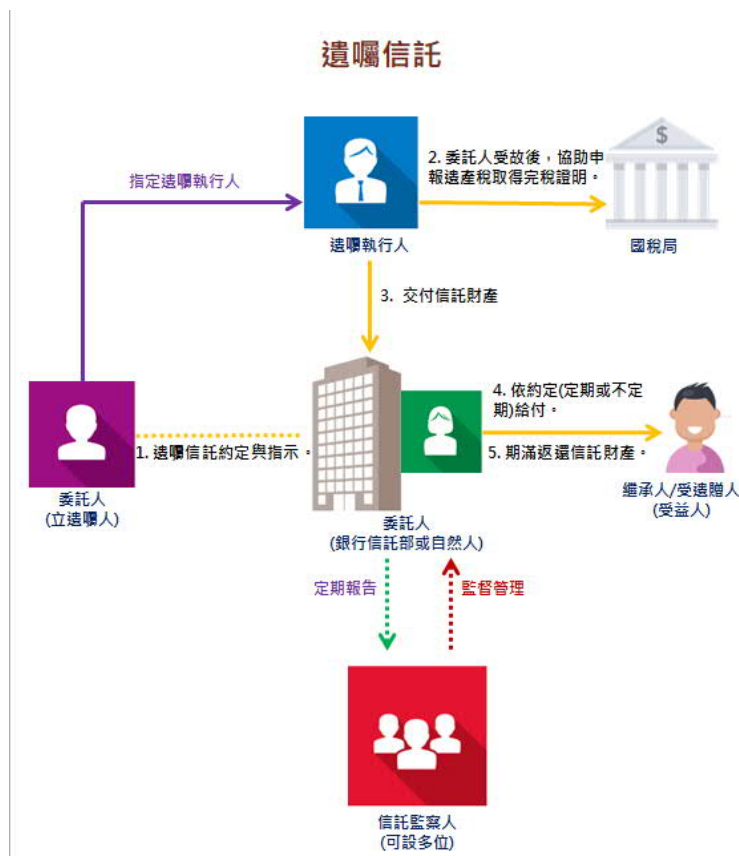 遺囑信託
2. 委託人受故後，協助申
報遺產稅取得完稅證明。
指定遺囑執行人
遺囑執行人
國稅局
3. 交付信託財產
4. 依約定(定期或不定
期)給付。
1. 遺囑信託約定與指示。
5. 期滿返還信託財產。
委託人
(立遺囑人)
委託人
(銀行信託部或自然人)
繼承人/受遺贈人
(受益人)
定期報告
監督管理
信託監察人
(可設多位)